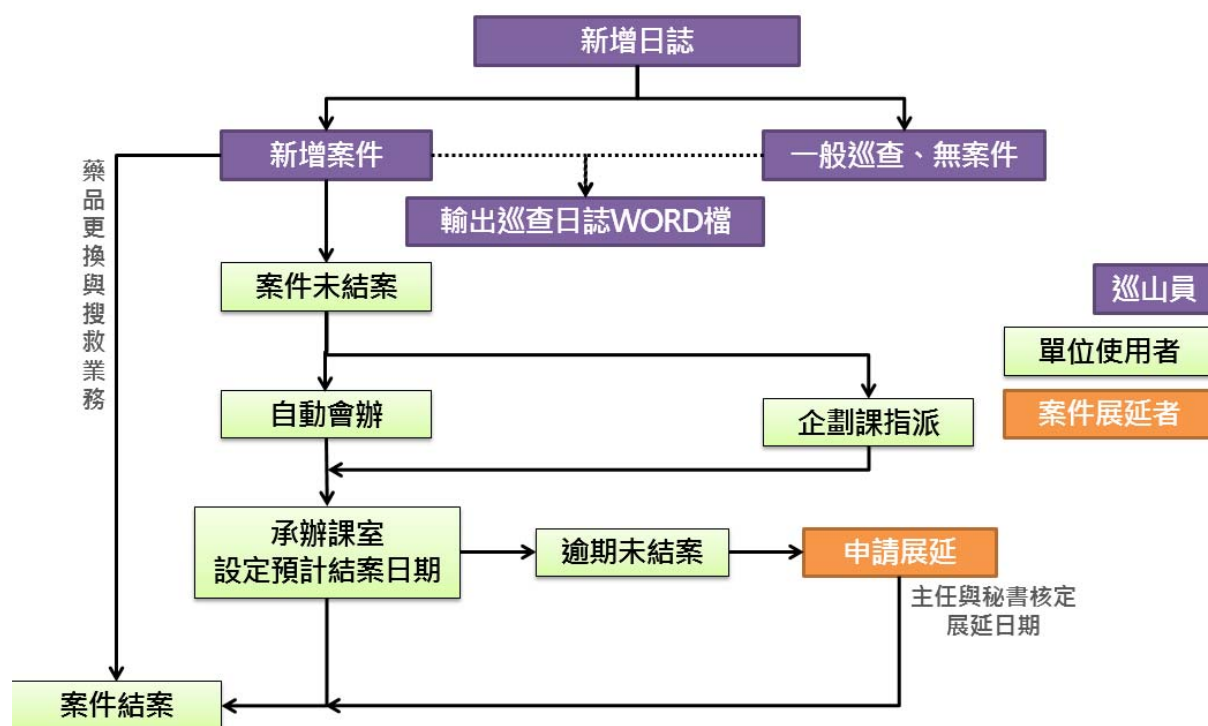 新增日誌
新增案件
一般巡查、無案件
輸出巡查日誌WORD檔
藥品更換與搜救業務
案件未結案
巡山員
單位使用者
案件展延者
自動會辦
企劃課指派
承辦課室
設定預計結案日期
逾期未結案
申請展延
主任與秘書核定
展延日期
案件結案